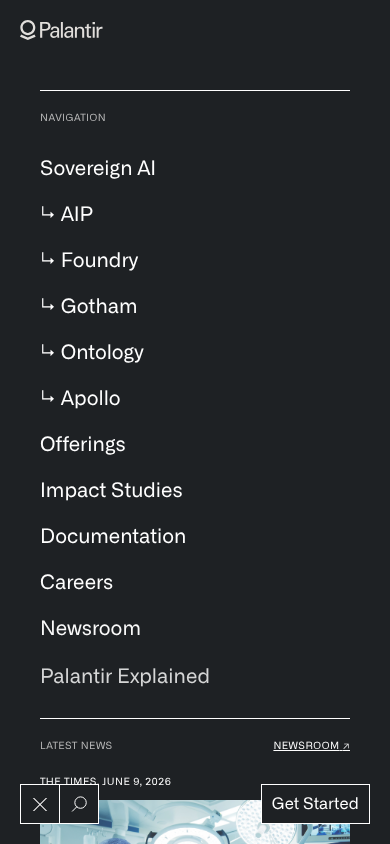 Palantir
NAVIGATION
Sovereign AI
↳ AIP
↳ Foundry
↳ Gotham
↳ Ontology
↳ Apollo
Offerings
Impact Studies
Documentation
Careers
Newsroom
Palantir Explained
LATEST NEWS
NEWSROOM ↗
THE TIMES, JUNE 9, 2026
Get Started